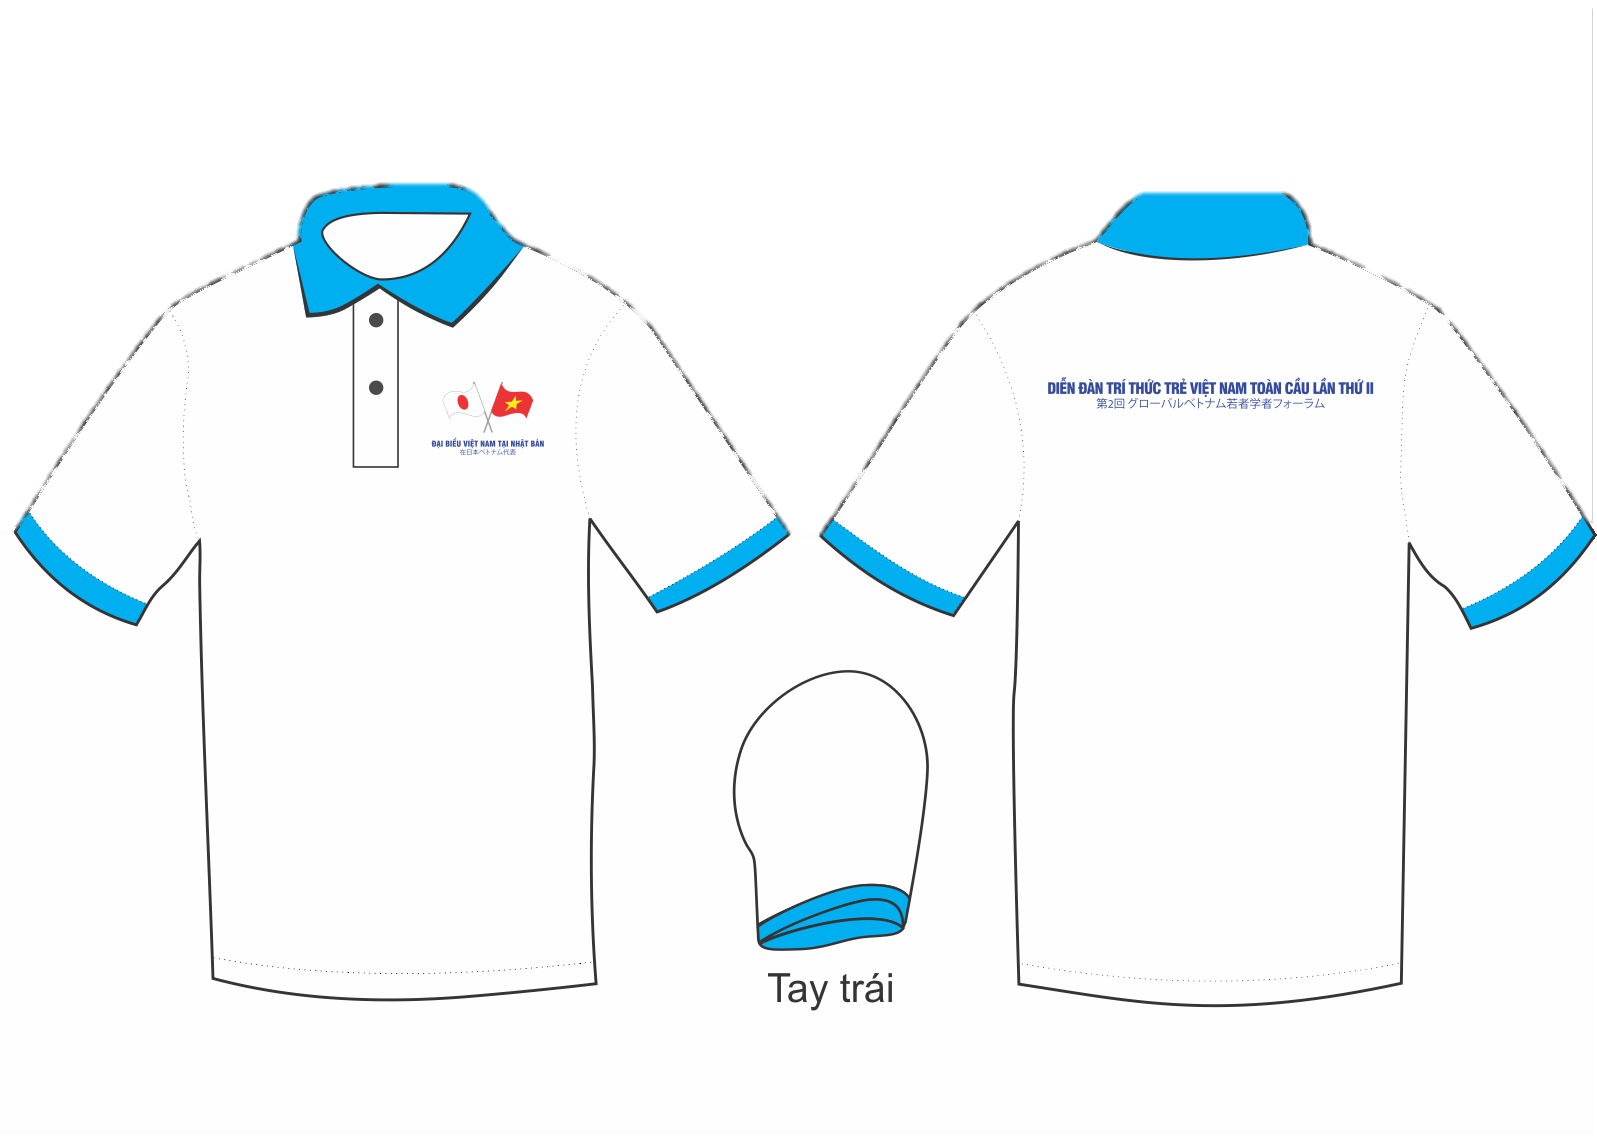 ĐẠI BIỂU VIỆT NAM TẠI NHẬT BẢN
在日本ベトナム代表
DIỄN ĐÀN TRÍ THỨC TRẺ VIỆT NAM TOÀN CẦU LẦN THỨ II
第2回 グローバルベトナム若者学者フォーラム
Tay trái